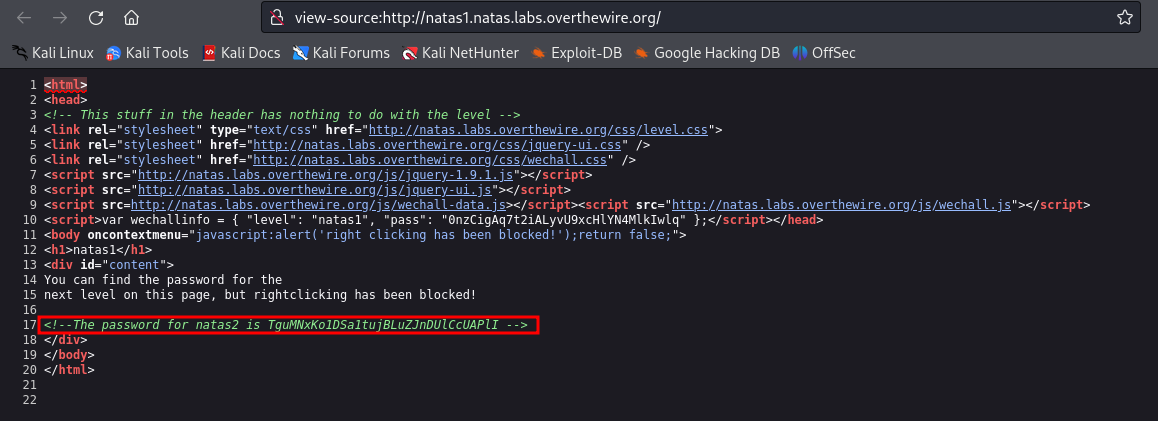 view-source:http://natas1.natas.labs.overthewire.org/
Kali Linux Kali Tools Kali Docs Kali Forums Kali NetHunter Exploit-DB Google Hacking DB OffSec
1 <html>
2 <head>
3 <!-- This stuff in the header has nothing to do with the level -->
4 <link rel="stylesheet" type="text/css" href="http://natas.labs.overthewire.org/css/level.css">
5 <link rel="stylesheet" href="http://natas.labs.overthewire.org/css/jquery-ui.css" />
6 <link rel="stylesheet" href="http://natas.labs.overthewire.org/css/wechall.css" />
7 <script src="http://natas.labs.overthewire.org/js/jquery-1.9.1.js"></script>
8 <script src="http://natas.labs.overthewire.org/js/jquery-ui.js"></script>
9 <script src=http://natas.labs.overthewire.org/js/wechall-data.js></script><script src="http://natas.labs.overthewire.org/js/wechall.js"></script>
10 <script>var wechallinfo = { "level": "natas1", "pass": "0nzCigAq7t2iALyvU9xcHlYN4MlkIwlq" };</script></head>
11 <body oncontextmenu="javascript:alert('right clicking has been blocked!');return false;">
12 <h1>natas1</h1>
13 <div id="content">
14 You can find the password for the
15 next level on this page, but rightclicking has been blocked!
16
17 <!--The password for natas2 is TguMNxKo1DSa1tujBLuZJnDUlCcUAPlI -->
18 </div>
19 </body>
20 </html>
21
22